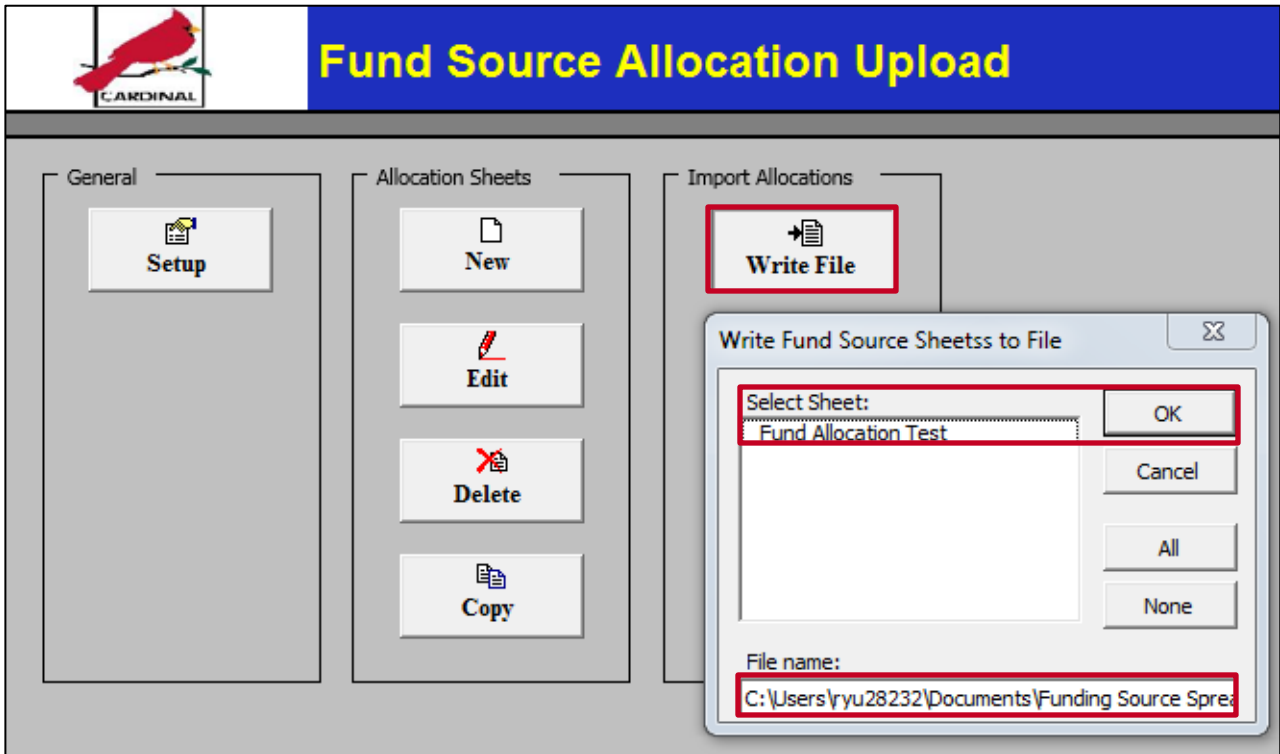 CARDINAL
Fund Source Allocation Upload
General
Setup
Allocation Sheets
New
Edit
Delete
Copy
Import Allocations
Write File
Write Fund Source Sheetss to File
Select Sheet:
Fund Allocation Test
OK
Cancel
All
None
File name:
C:\Users\ryu28232\Documents\Funding Source Sprea